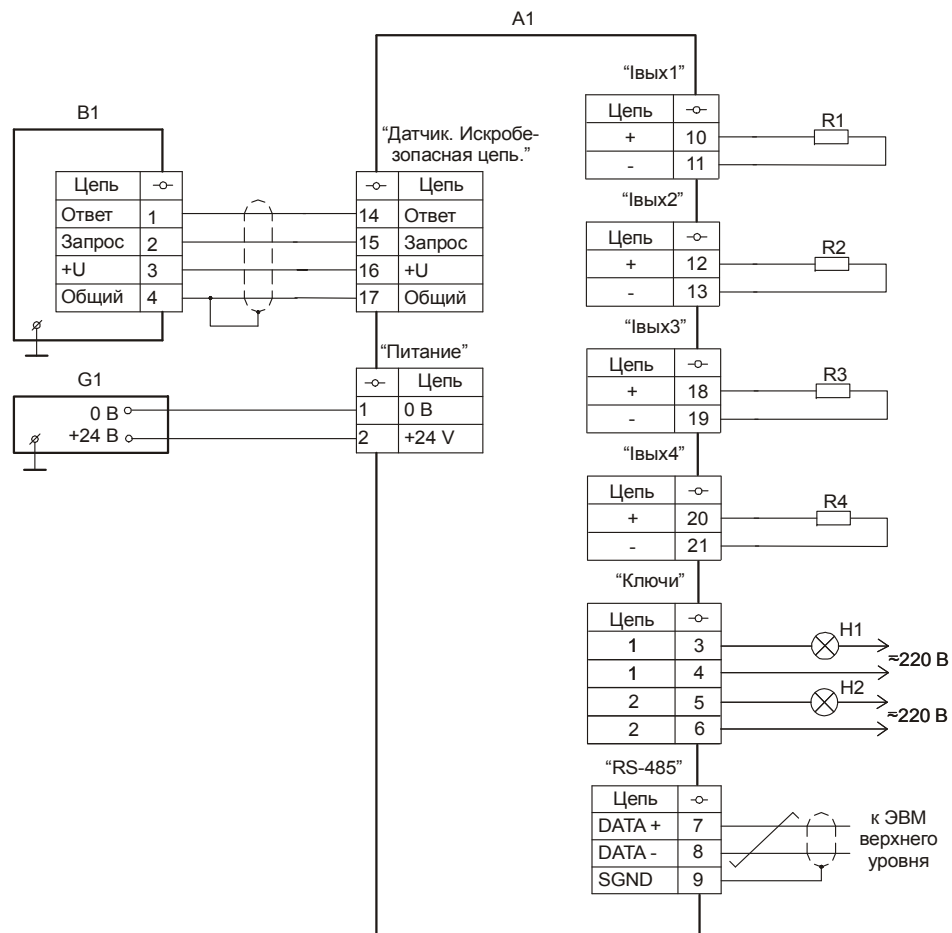 A1
B1
Цепь
Ответ 1
Запрос 2
+U 3
Общий 4
“Датчик. Искробе-
зопасная цепь.”
Цепь
14 Ответ
15 Запрос
16 +U
17 Общий
G1
0 В
+24 В
“Питание”
Цепь
1 0 В
2 +24 V
“Iвых1”
Цепь
+ 10
- 11
R1
“Iвых2”
Цепь
+ 12
- 13
R2
“Iвых3”
Цепь
+ 18
- 19
R3
“Iвых4”
Цепь
+ 20
- 21
R4
“Ключи”
Цепь
1 3
1 4
2 5
2 6
H1
≂220 В
H2
≂220 В
“RS-485”
Цепь
DATA + 7
DATA - 8
SGND 9
к ЭВМ
верхнего
уровня